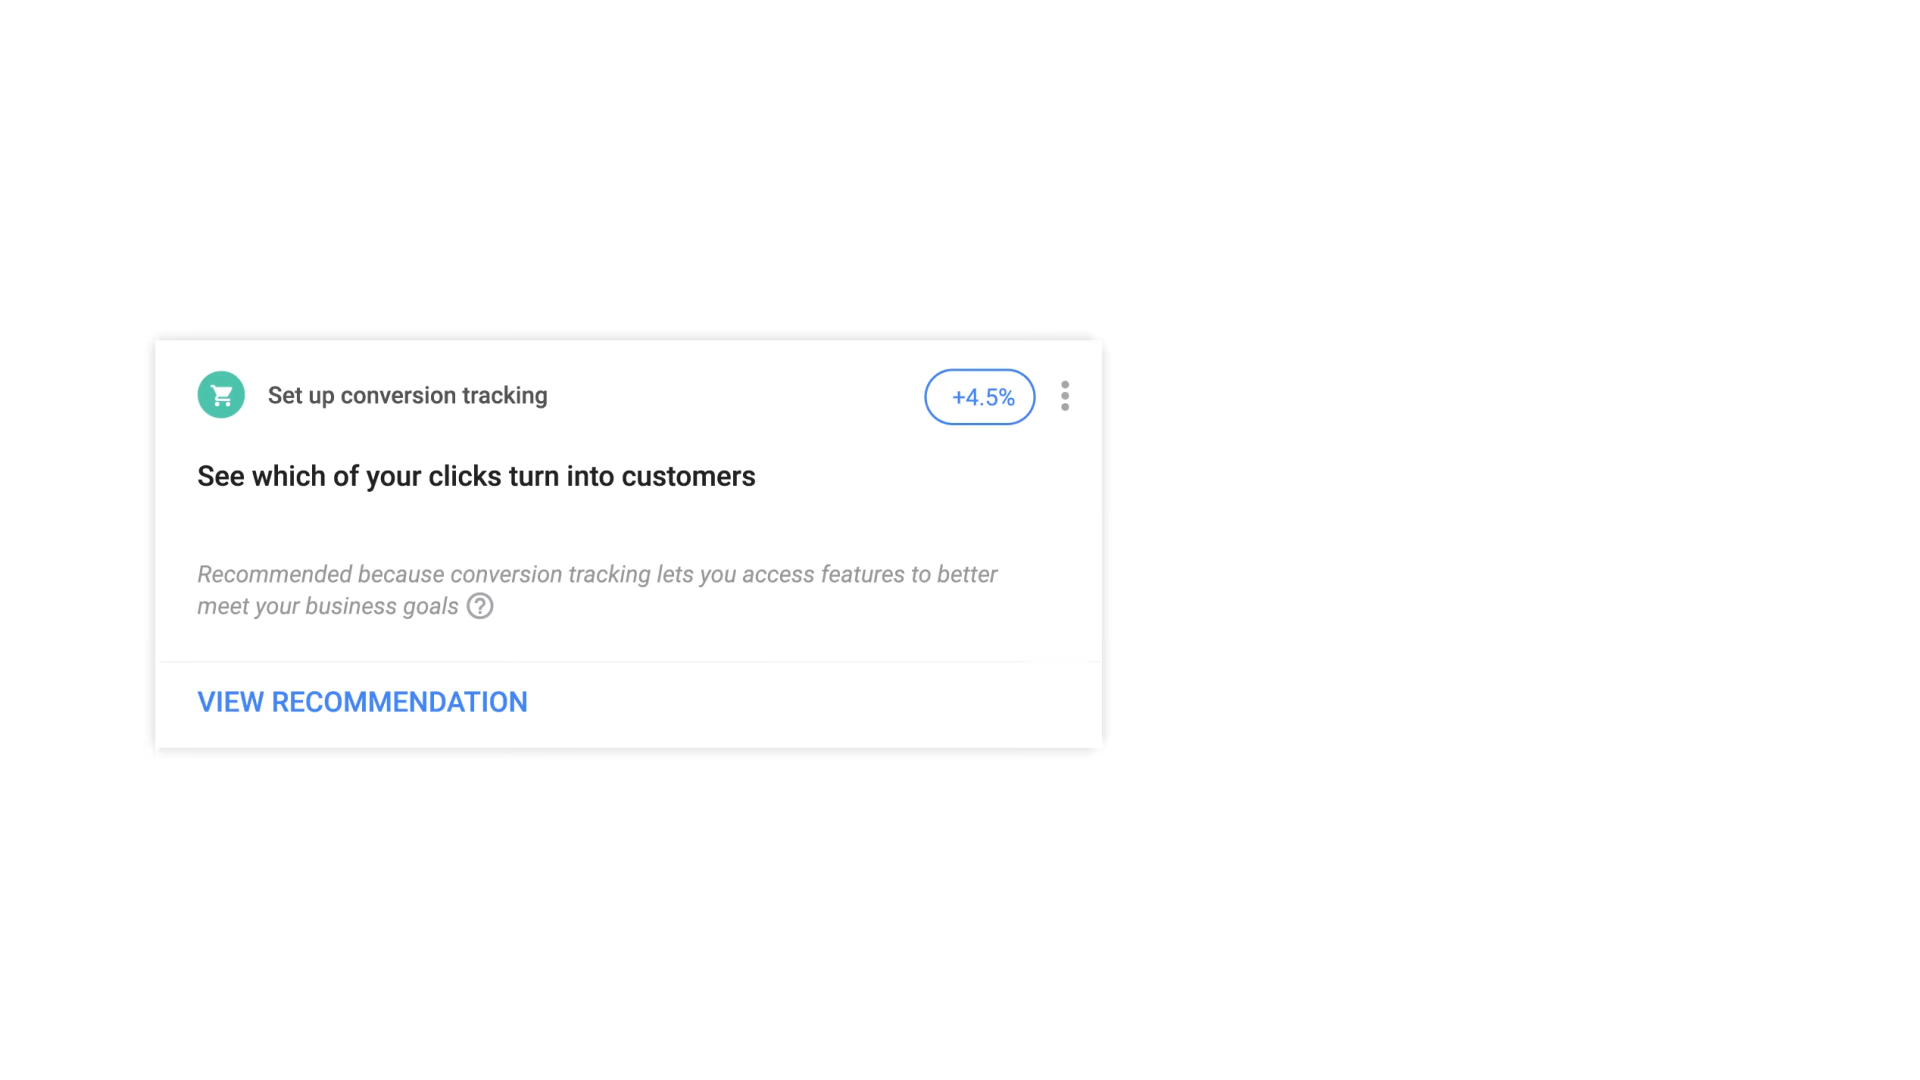 Set up conversion tracking
+4.5%
See which of your clicks turn into customers
Recommended because conversion tracking lets you access features to better
meet your business goals
VIEW RECOMMENDATION